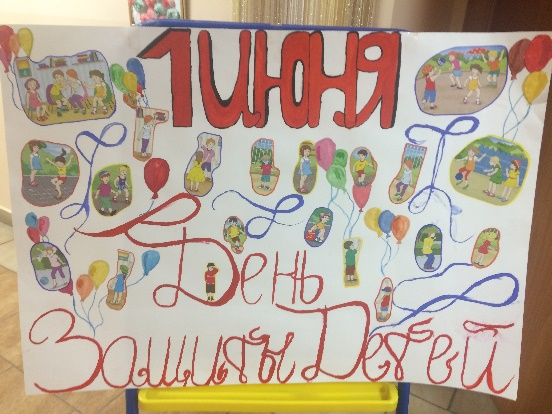 1 июня
День
Защиты Детей